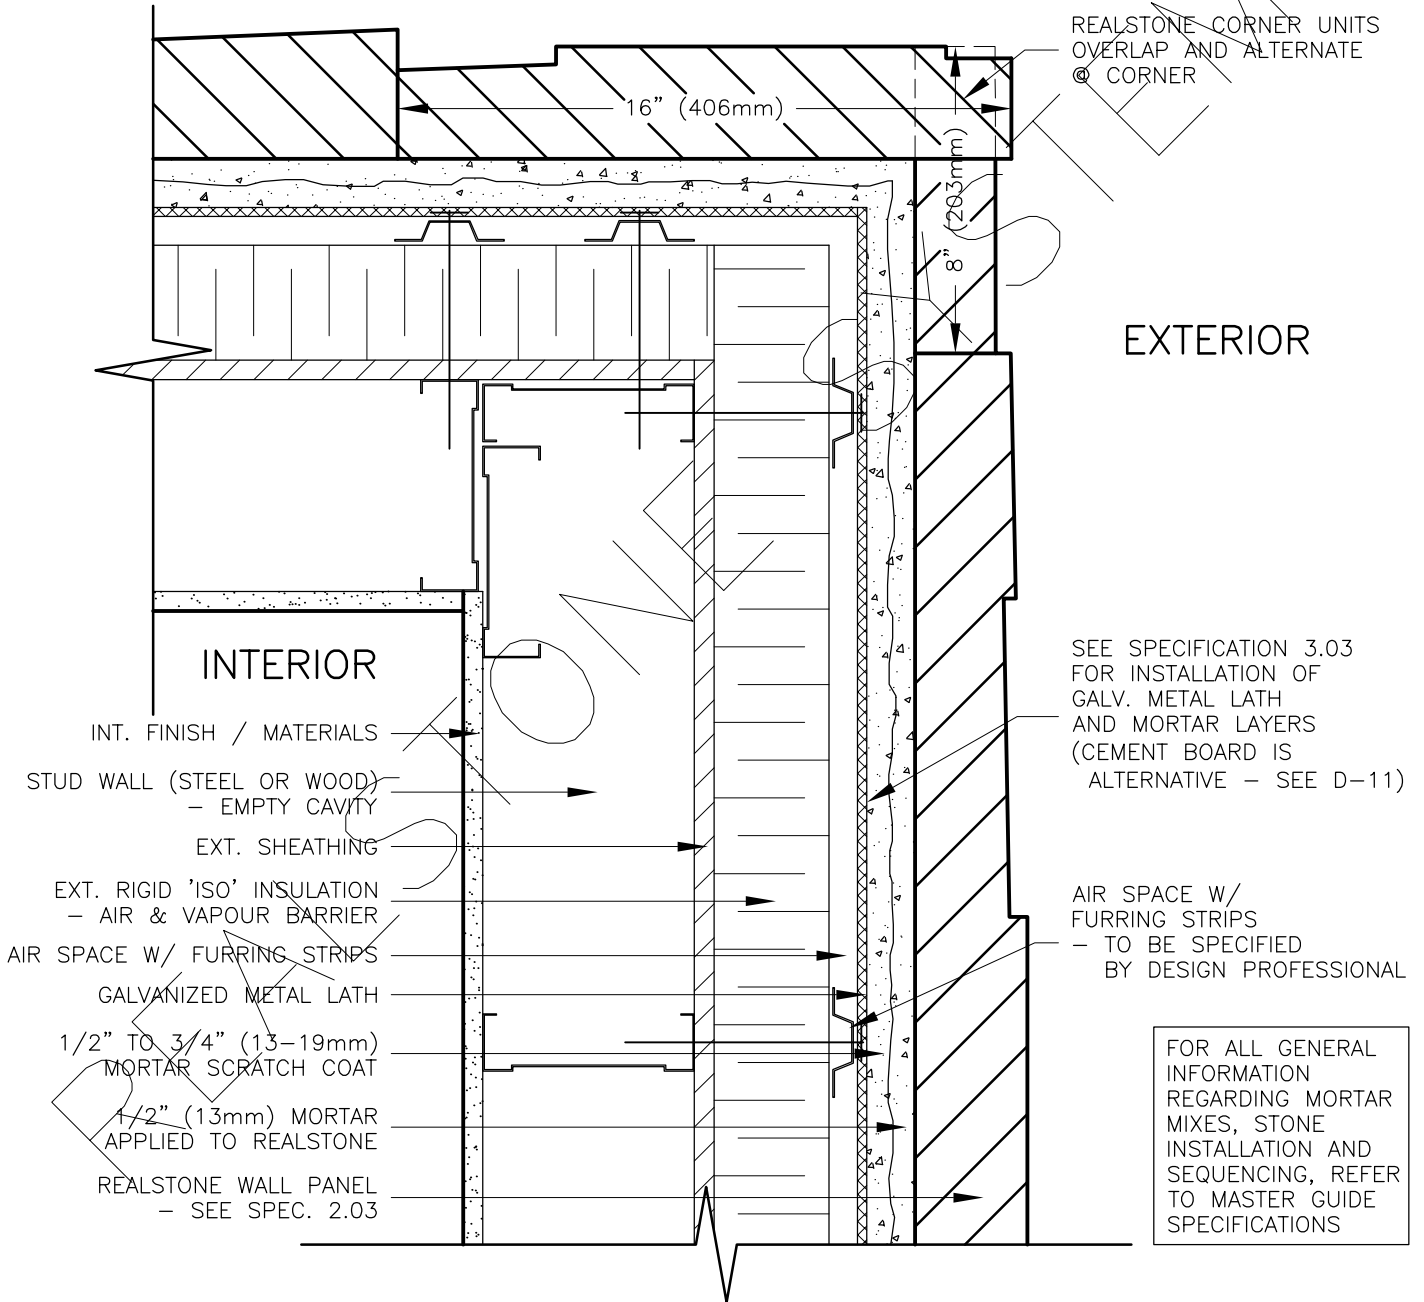 REALSTONE CORNER UNITS
OVERLAP AND ALTERNATE
@ CORNER
16" (406mm)
8" (203mm)
EXTERIOR
INTERIOR
INT. FINISH / MATERIALS
STUD WALL (STEEL OR WOOD)
– EMPTY CAVITY
EXT. SHEATHING
EXT. RIGID 'ISO' INSULATION
– AIR & VAPOUR BARRIER
AIR SPACE W/ FURRING STRIPS
GALVANIZED METAL LATH
1/2" TO 3/4" (13–19mm)
MORTAR SCRATCH COAT
1/2" (13mm) MORTAR
APPLIED TO REALSTONE
REALSTONE WALL PANEL
– SEE SPEC. 2.03
SEE SPECIFICATION 3.03
FOR INSTALLATION OF
GALV. METAL LATH
AND MORTAR LAYERS
(CEMENT BOARD IS
ALTERNATIVE – SEE D–11)
AIR SPACE W/
FURRING STRIPS
– TO BE SPECIFIED
BY DESIGN PROFESSIONAL
FOR ALL GENERAL
INFORMATION
REGARDING MORTAR
MIXES, STONE
INSTALLATION AND
SEQUENCING, REFER
TO MASTER GUIDE
SPECIFICATIONS
REALSTONE SYSTEMS